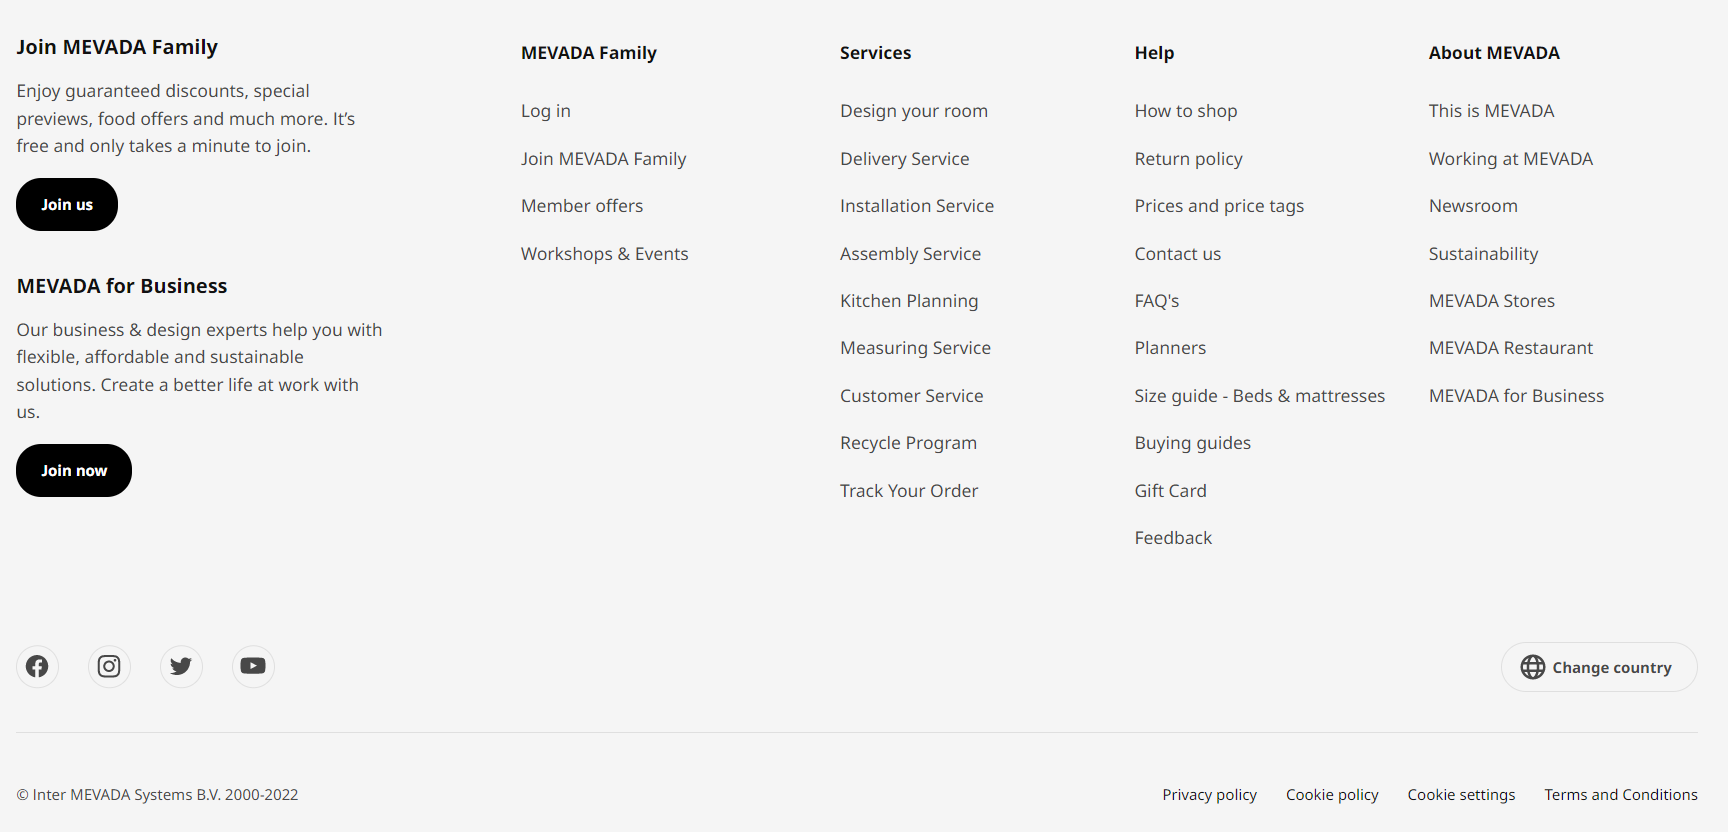 Join MEVADA Family
Enjoy guaranteed discounts, special
previews, food offers and much more. It’s
free and only takes a minute to join.
Join us
MEVADA for Business
Our business & design experts help you with
flexible, affordable and sustainable
solutions. Create a better life at work with
us.
Join now
MEVADA Family
Log in
Join MEVADA Family
Member offers
Workshops & Events
Services
Design your room
Delivery Service
Installation Service
Assembly Service
Kitchen Planning
Measuring Service
Customer Service
Recycle Program
Track Your Order
Help
How to shop
Return policy
Prices and price tags
Contact us
FAQ's
Planners
Size guide - Beds & mattresses
Buying guides
Gift Card
Feedback
About MEVADA
This is MEVADA
Working at MEVADA
Newsroom
Sustainability
MEVADA Stores
MEVADA Restaurant
MEVADA for Business
Change country
© Inter MEVADA Systems B.V. 2000-2022
Privacy policy
Cookie policy
Cookie settings
Terms and Conditions